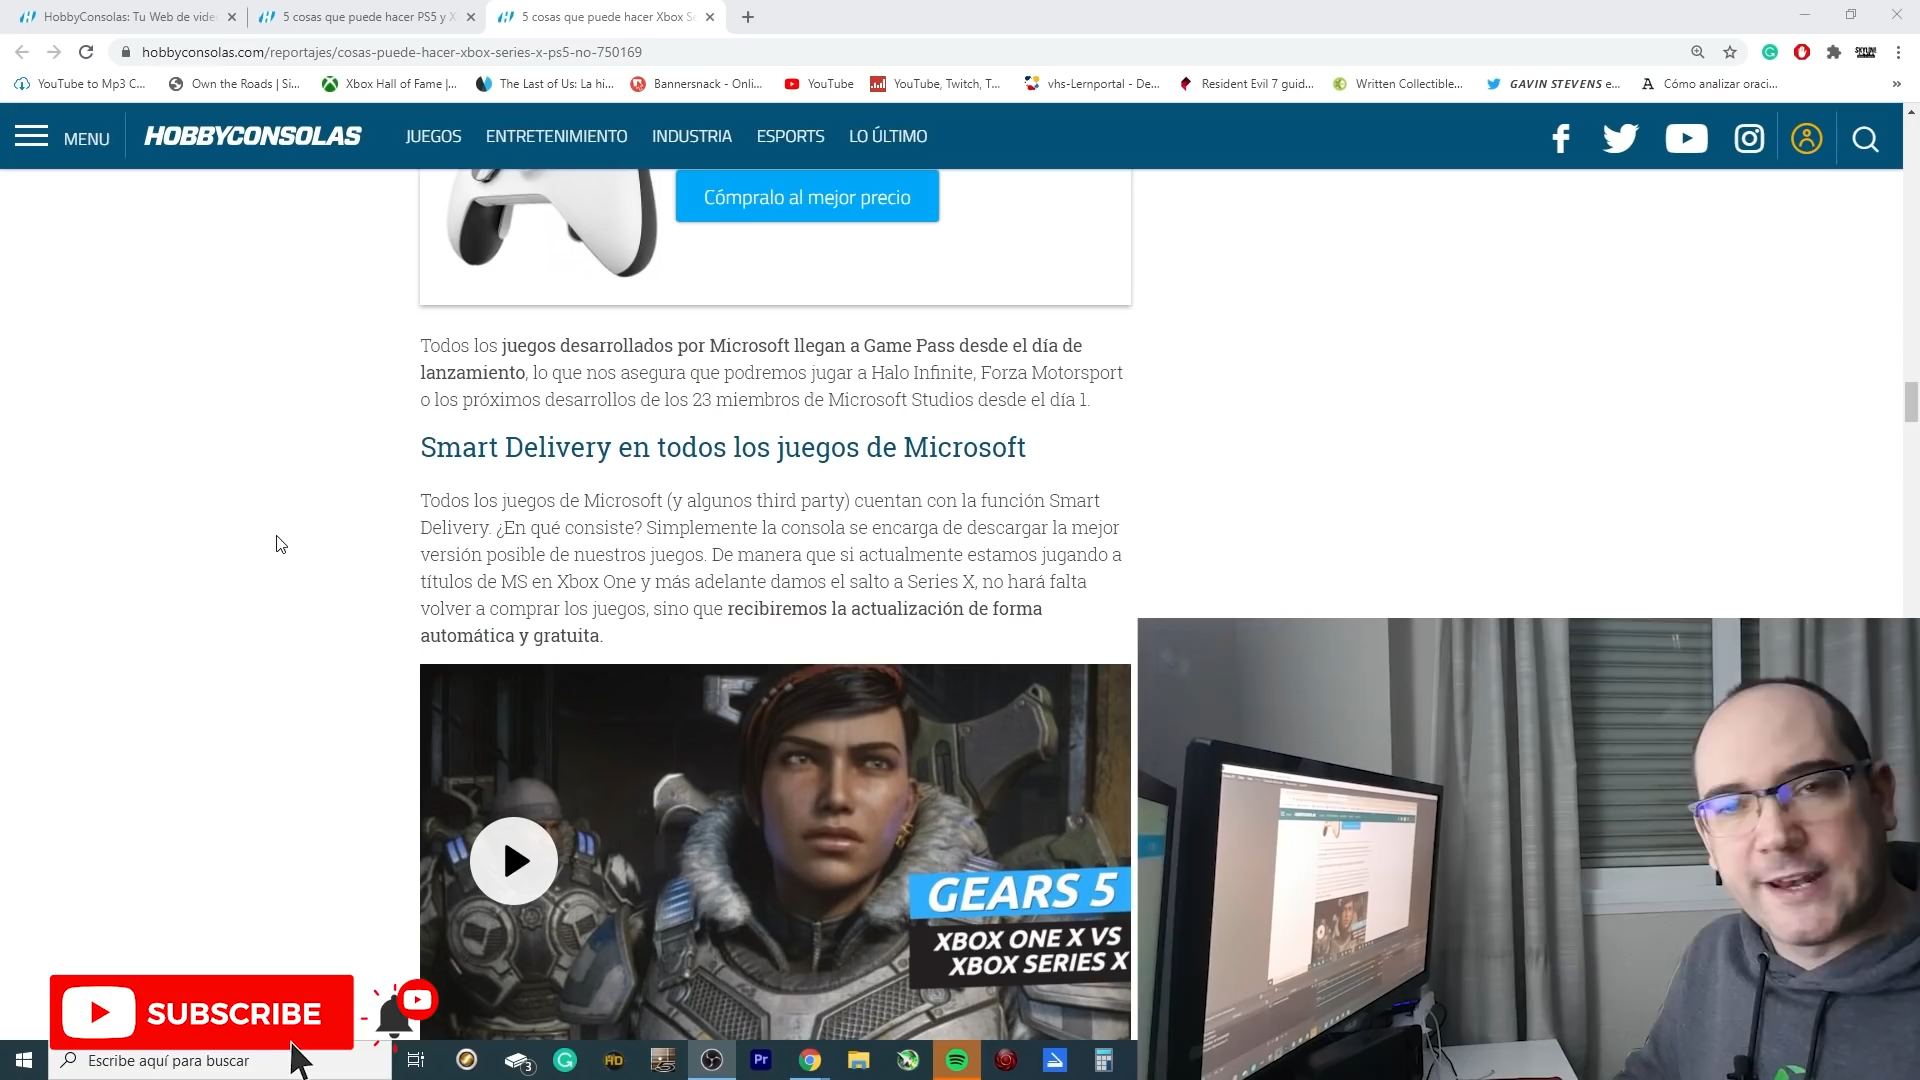 HobbyConsolas: Tu Web de vide
5 cosas que puede hacer PS5 y X
5 cosas que puede hacer Xbox Se
hobbyconsolas.com/reportajes/cosas-puede-hacer-xbox-series-x-ps5-no-750169
YouTube to Mp3 C...
Own the Roads | Si...
Xbox Hall of Fame |...
The Last of Us: La hi...
Bannersnack - Onli...
YouTube
YouTube, Twitch, T...
vhs-Lernportal - De...
Resident Evil 7 guid...
Written Collectible...
GAVIN STEVENS e...
Cómo analizar oraci...
»
MENU
HOBBYCONSOLAS
JUEGOS
ENTRETENIMIENTO
INDUSTRIA
ESPORTS
LO ÚLTIMO
Cómpralo al mejor precio
Todos los juegos desarrollados por Microsoft llegan a Game Pass desde el día de
lanzamiento, lo que nos asegura que podremos jugar a Halo Infinite, Forza Motorsport
o los próximos desarrollos de los 23 miembros de Microsoft Studios desde el día 1.
Smart Delivery en todos los juegos de Microsoft
Todos los juegos de Microsoft (y algunos third party) cuentan con la función Smart
Delivery. ¿En qué consiste? Simplemente la consola se encarga de descargar la mejor
versión posible de nuestros juegos. De manera que si actualmente estamos jugando a
títulos de MS en Xbox One y más adelante damos el salto a Series X, no hará falta
volver a comprar los juegos, sino que recibiremos la actualización de forma
automática y gratuita.
GEARS 5
XBOX ONE X VS
XBOX SERIES X
SUBSCRIBE
Escribe aquí para buscar
3
Pr